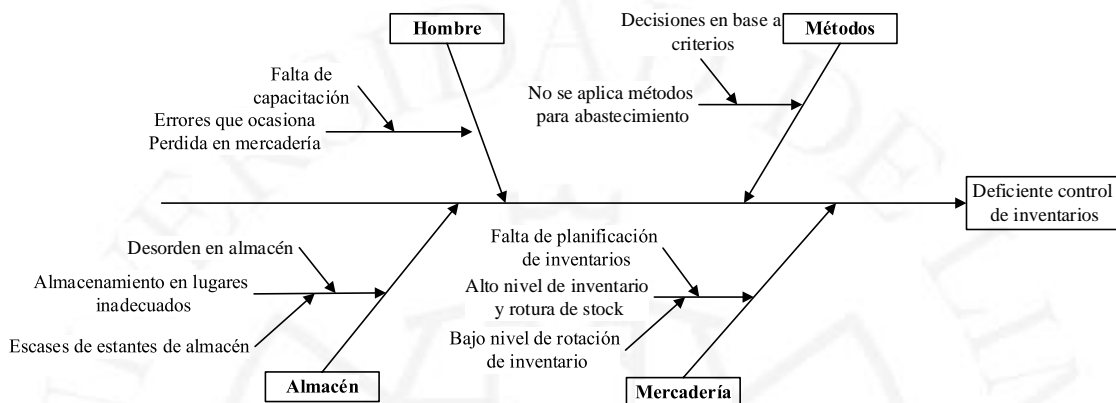 Hombre
Métodos
Decisiones en base a
criterios
Falta de
capacitación
Errores que ocasiona
Perdida en mercadería
No se aplica métodos
para abastecimiento
Deficiente control
de inventarios
Desorden en almacén
Almacenamiento en lugares
inadecuados
Escases de estantes de almacén
Almacén
Falta de planificación
de inventarios
Alto nivel de inventario
y rotura de stock
Bajo nivel de rotación
de inventario
Mercadería